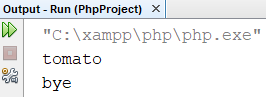 Output - Run (PhpProject)
"C:\xampp\php\php.exe"
tomato
bye